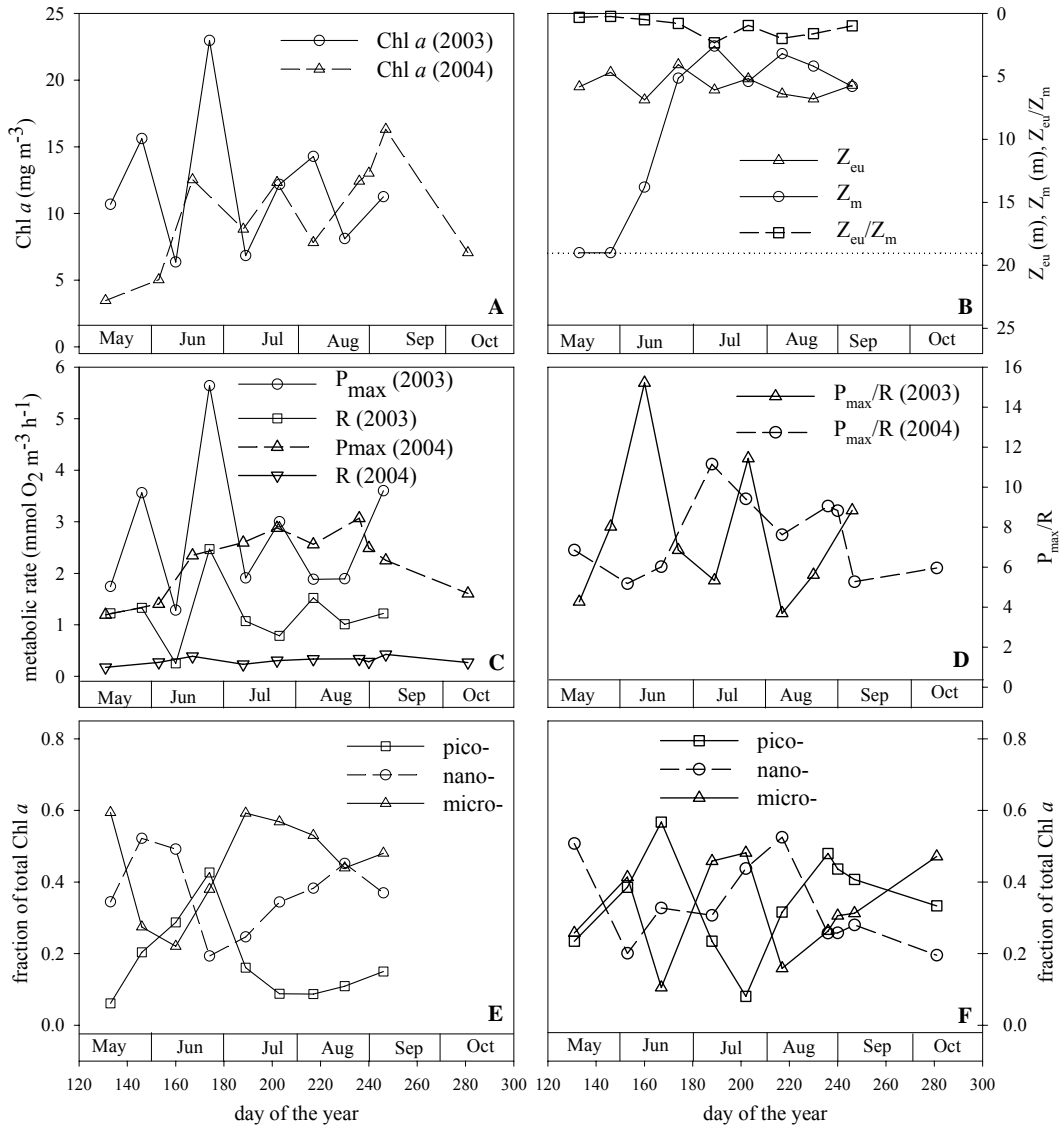 25
20
15
10
5
0
Chl a (mg m-3)
Chl a (2003)
Chl a (2004)
A
May Jun Jul Aug Sep Oct
0
5
10
15
20
25
Zeu (m), Zm (m), Zeu/Zm
Zeu
Zm
Zeu/Zm
B
May Jun Jul Aug Sep Oct
6
5
4
3
2
1
0
metabolic rate (mmol O2 m-3 h-1)
Pmax (2003)
R (2003)
Pmax (2004)
R (2004)
C
May Jun Jul Aug Sep Oct
16
14
12
10
8
6
4
2
0
Pmax/R
Pmax/R (2003)
Pmax/R (2004)
D
May Jun Jul Aug Sep Oct
0.8
0.6
0.4
0.2
0.0
fraction of total Chl a
pico-
nano-
micro-
E
May Jun Jul Aug Sep Oct
120 140 160 180 200 220 240 260 280 300
day of the year
0.8
0.6
0.4
0.2
0.0
fraction of total Chl a
pico-
nano-
micro-
F
May Jun Jul Aug Sep Oct
120 140 160 180 200 220 240 260 280 300
day of the year